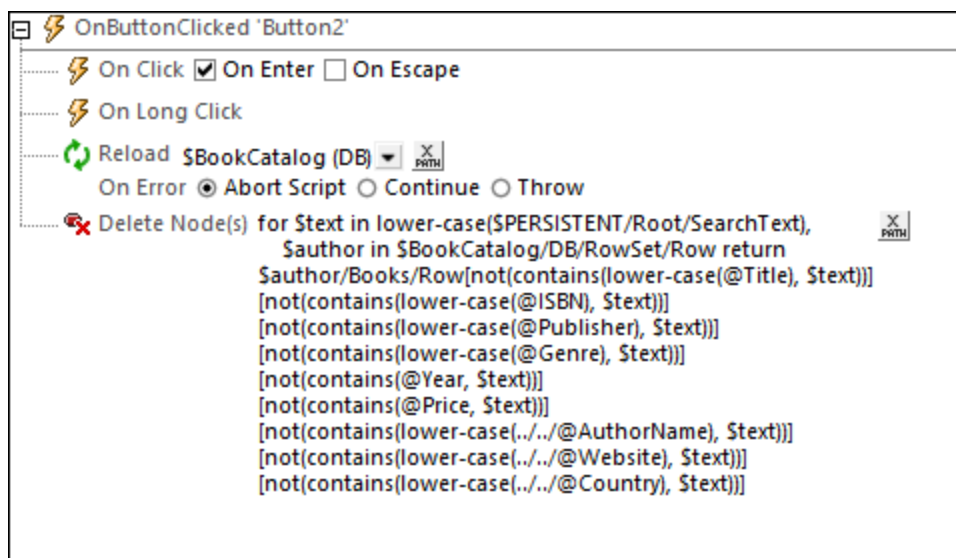 OnButtonClicked 'Button2'
On Click On Enter On Escape
On Long Click
Reload $BookCatalog (DB) X PATH
On Error Abort Script Continue Throw
Delete Node(s) for $text in lower-case($PERSISTENT/Root/SearchText), X PATH
$author in $BookCatalog/DB/RowSet/Row return
$author/Books/Row[not(contains(lower-case(@Title), $text))]
[not(contains(lower-case(@ISBN), $text))]
[not(contains(lower-case(@Publisher), $text))]
[not(contains(lower-case(@Genre), $text))]
[not(contains(@Year, $text))]
[not(contains(@Price, $text))]
[not(contains(lower-case(../../@AuthorName), $text))]
[not(contains(lower-case(../../@Website), $text))]
[not(contains(lower-case(../../@Country), $text))]